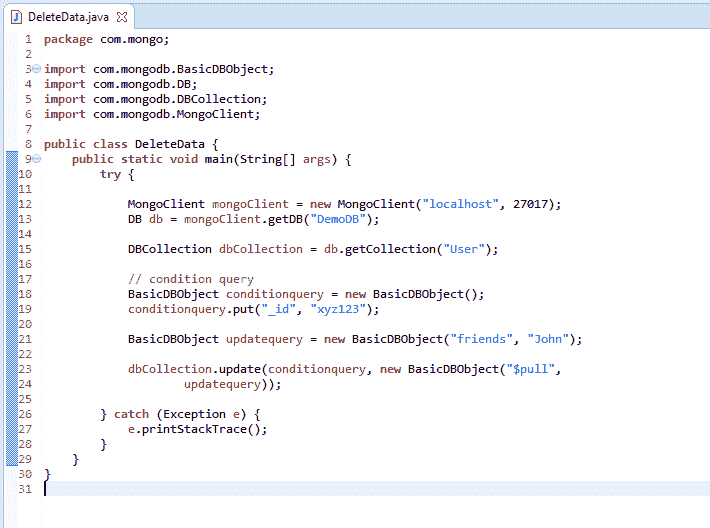 DeleteData.java
1 package com.mongo;
2
3 import com.mongodb.BasicDBObject;
4 import com.mongodb.DB;
5 import com.mongodb.DBCollection;
6 import com.mongodb.MongoClient;
7
8 public class DeleteData {
9     public static void main(String[] args) {
10         try {
11
12             MongoClient mongoClient = new MongoClient("localhost", 27017);
13             DB db = mongoClient.getDB("DemoDB");
14
15             DBCollection dbCollection = db.getCollection("User");
16
17             // condition query
18             BasicDBObject conditionquery = new BasicDBObject();
19             conditionquery.put("_id", "xyz123");
20
21             BasicDBObject updatequery = new BasicDBObject("friends", "John");
22
23             dbCollection.update(conditionquery, new BasicDBObject("$pull",
24                     updatequery));
25
26         } catch (Exception e) {
27             e.printStackTrace();
28         }
29     }
30 }
31